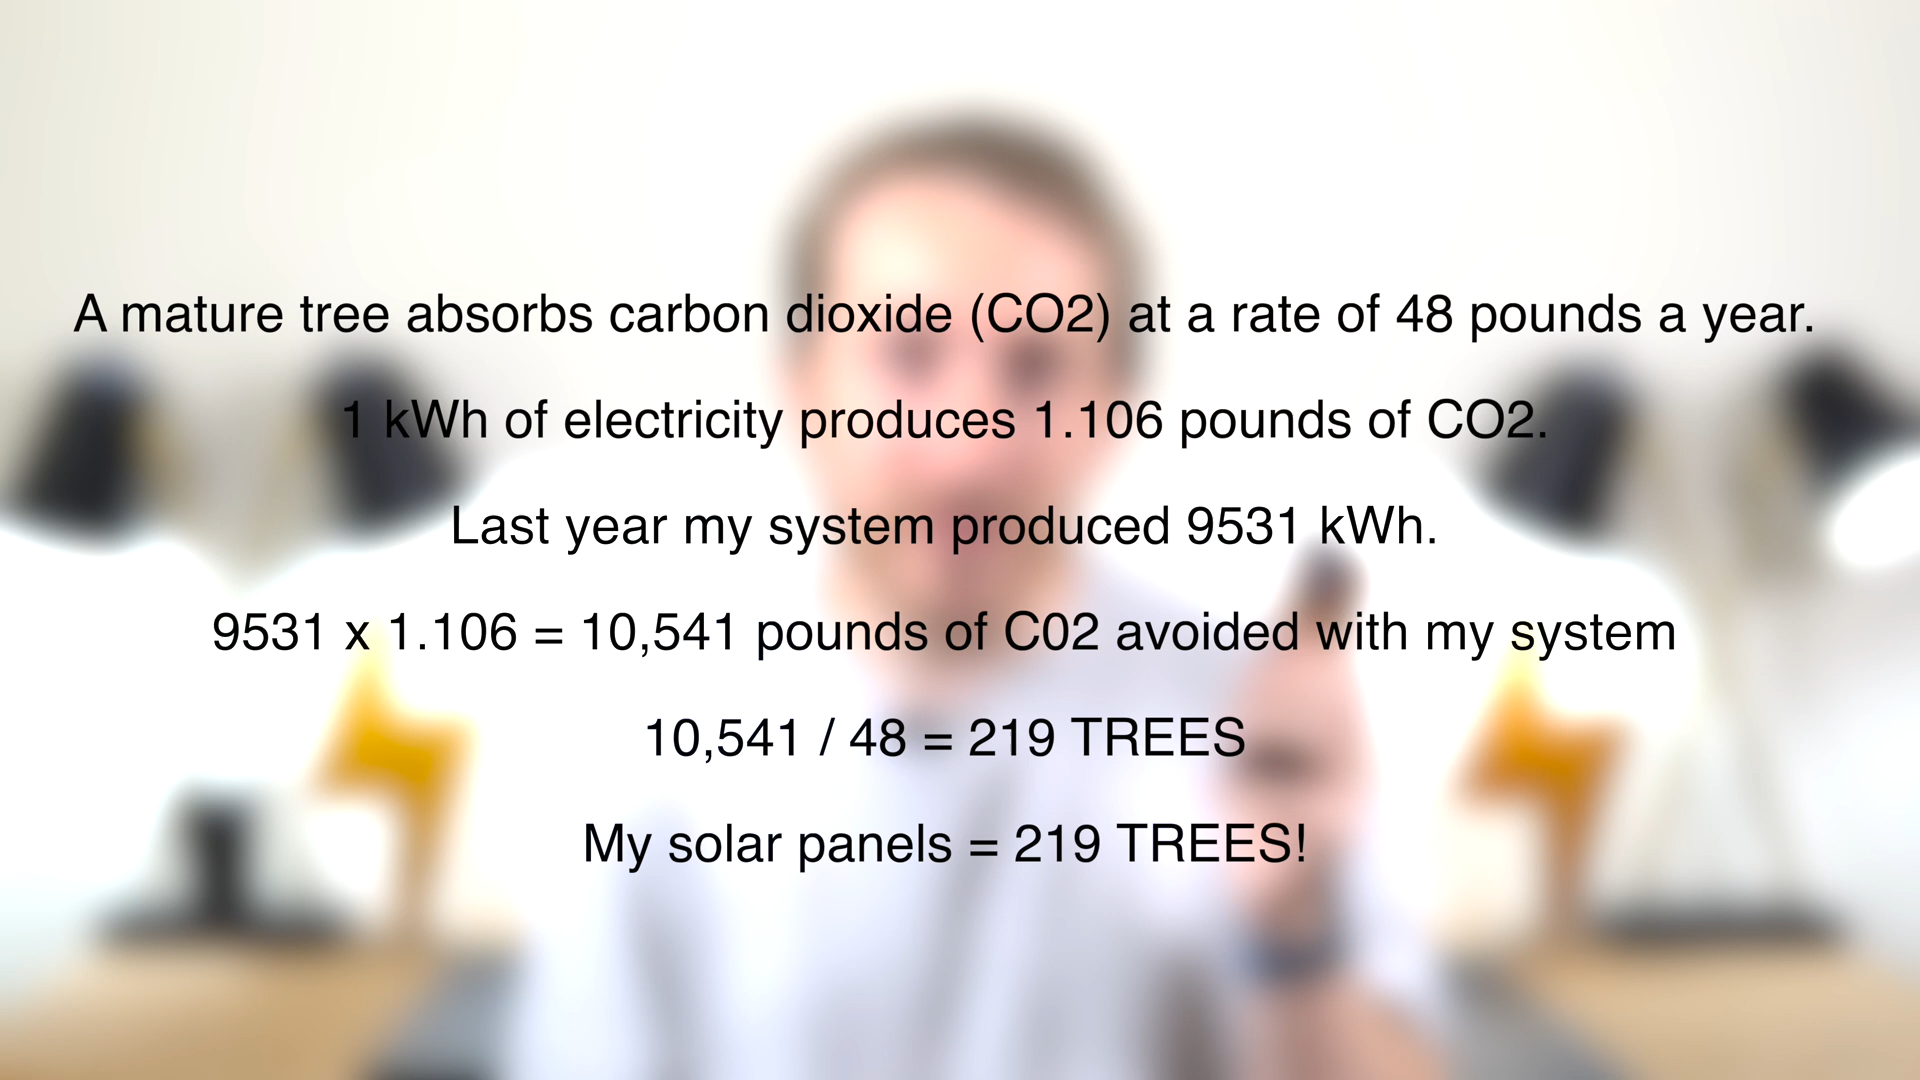 A mature tree absorbs carbon dioxide (CO2) at a rate of 48 pounds a year.
1 kWh of electricity produces 1.106 pounds of CO2.
Last year my system produced 9531 kWh.
9531 x 1.106 = 10,541 pounds of C02 avoided with my system
10,541 / 48 = 219 TREES
My solar panels = 219 TREES!